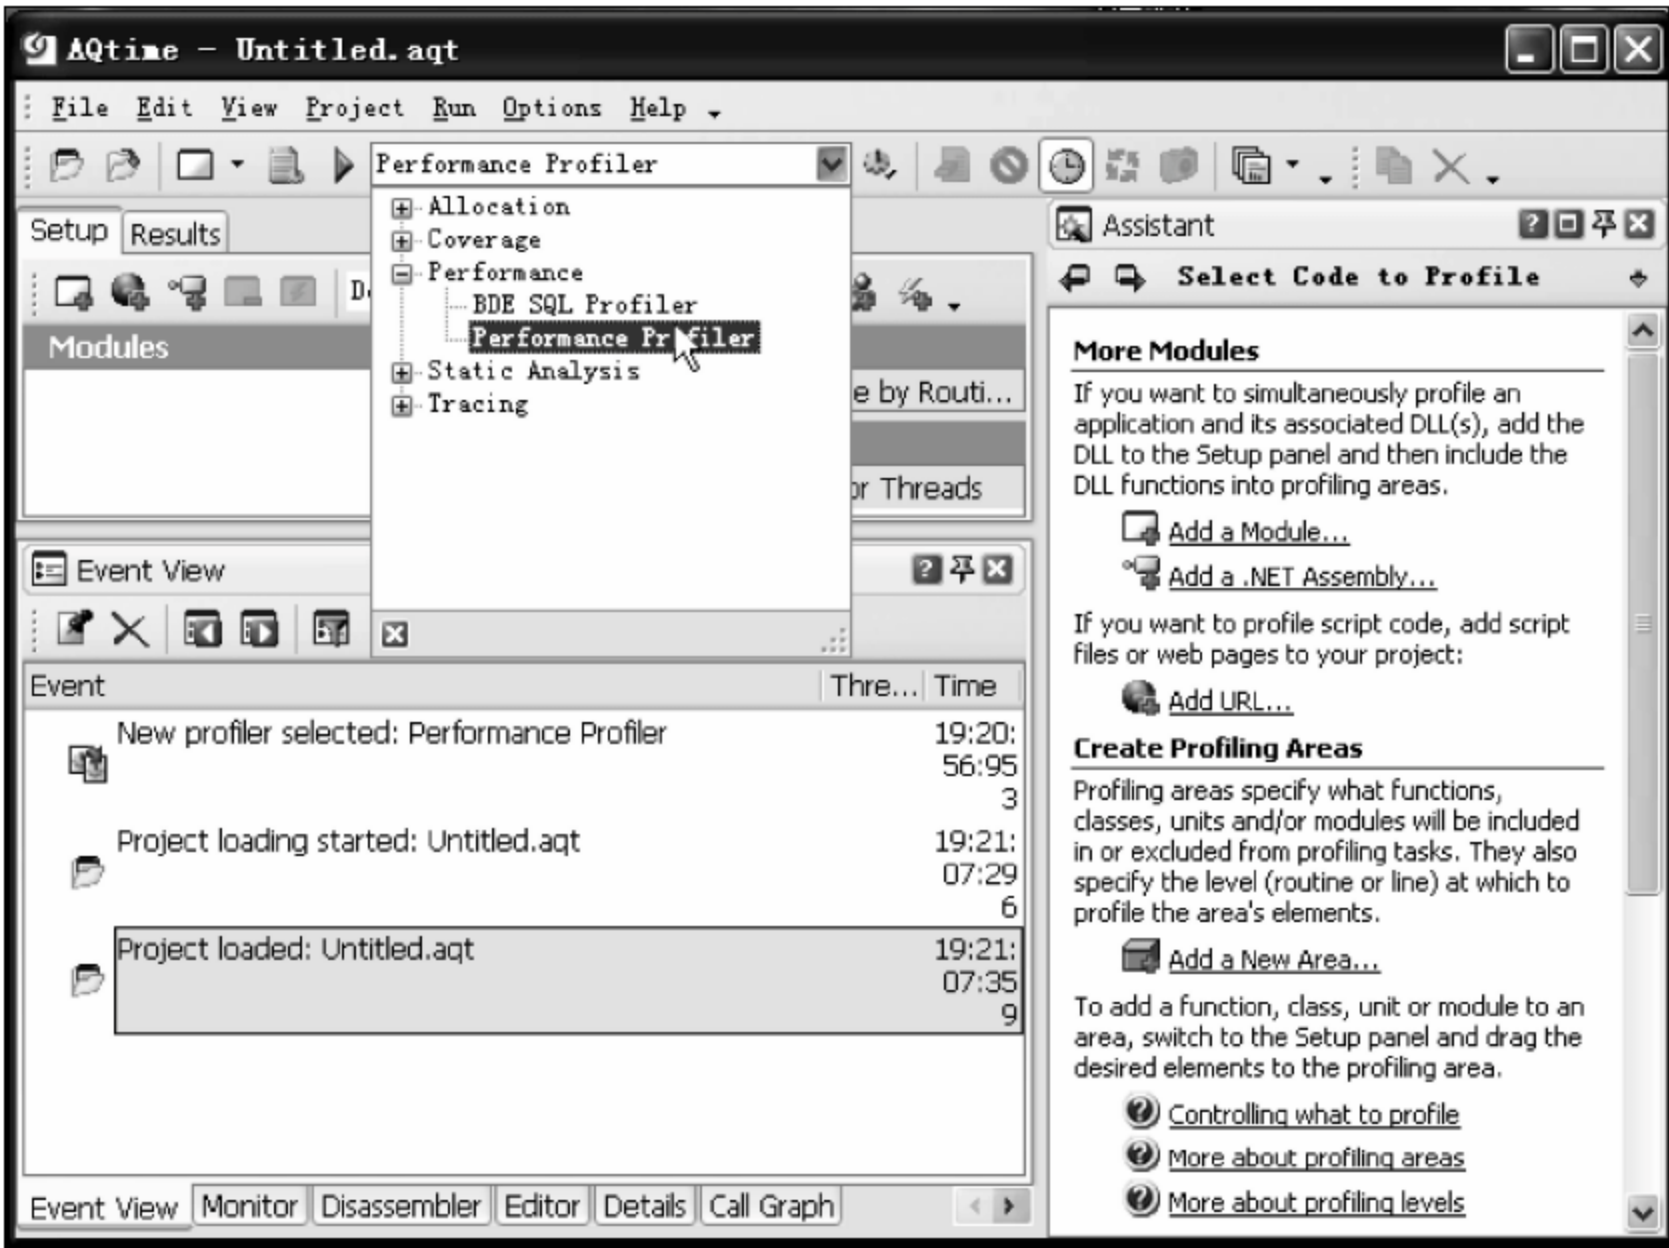 AQtime - Untitled.aqt
File Edit View Project Run Options Help
Performance Profiler
Allocation
Coverage
Performance
BDE SQL Profiler
Performance Profiler
Static Analysis
Tracing
Setup Results
Modules
e by Routi...
or Threads
Event View
Event Thre... Time
New profiler selected: Performance Profiler 19:20:
56:95
3
Project loading started: Untitled.aqt 19:21:
07:29
6
Project loaded: Untitled.aqt 19:21:
07:35
9
Event View Monitor Disassembler Editor Details Call Graph
Assistant
Select Code to Profile
More Modules
If you want to simultaneously profile an
application and its associated DLL(s), add the
DLL to the Setup panel and then include the
DLL functions into profiling areas.
Add a Module...
Add a .NET Assembly...
If you want to profile script code, add script
files or web pages to your project:
Add URL...
Create Profiling Areas
Profiling areas specify what functions,
classes, units and/or modules will be included
in or excluded from profiling tasks. They also
specify the level (routine or line) at which to
profile the area's elements.
Add a New Area...
To add a function, class, unit or module to an
area, switch to the Setup panel and drag the
desired elements to the profiling area.
Controlling what to profile
More about profiling areas
More about profiling levels